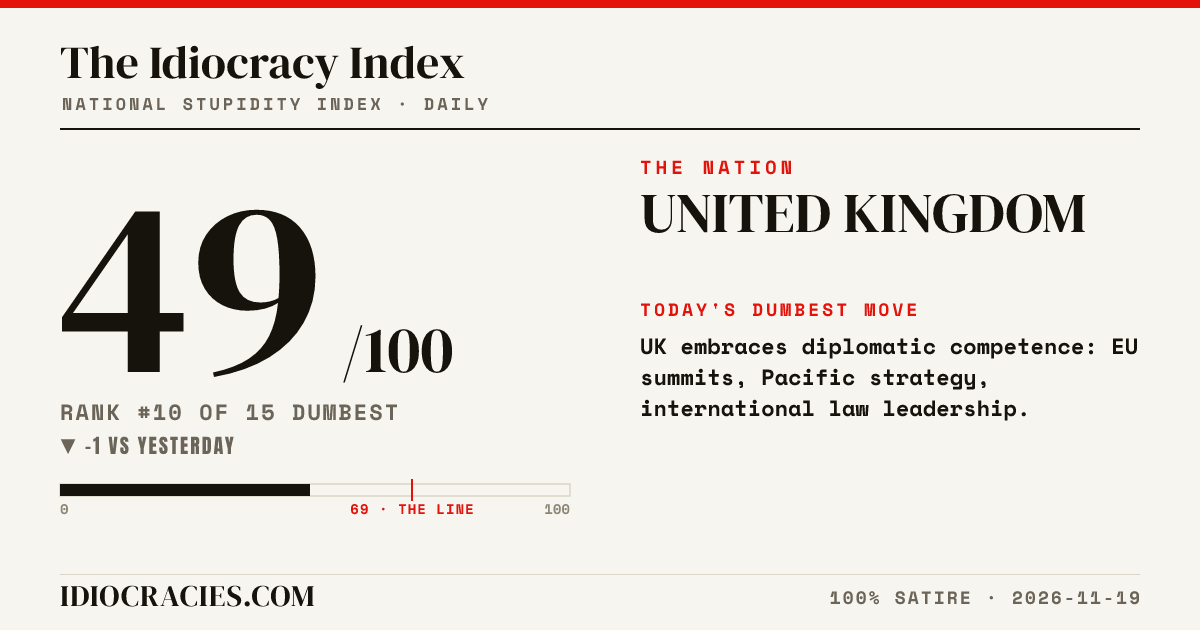 The Idiocracy Index
NATIONAL STUPIDITY INDEX · DAILY
49 /100
RANK #10 OF 15 DUMBEST
▼ -1 VS YESTERDAY
0
69 · THE LINE
100
THE NATION
UNITED KINGDOM
TODAY'S DUMBEST MOVE
UK embraces diplomatic competence: EU
summits, Pacific strategy,
international law leadership.
IDIOCRACIES.COM
100% SATIRE · 2026-11-19